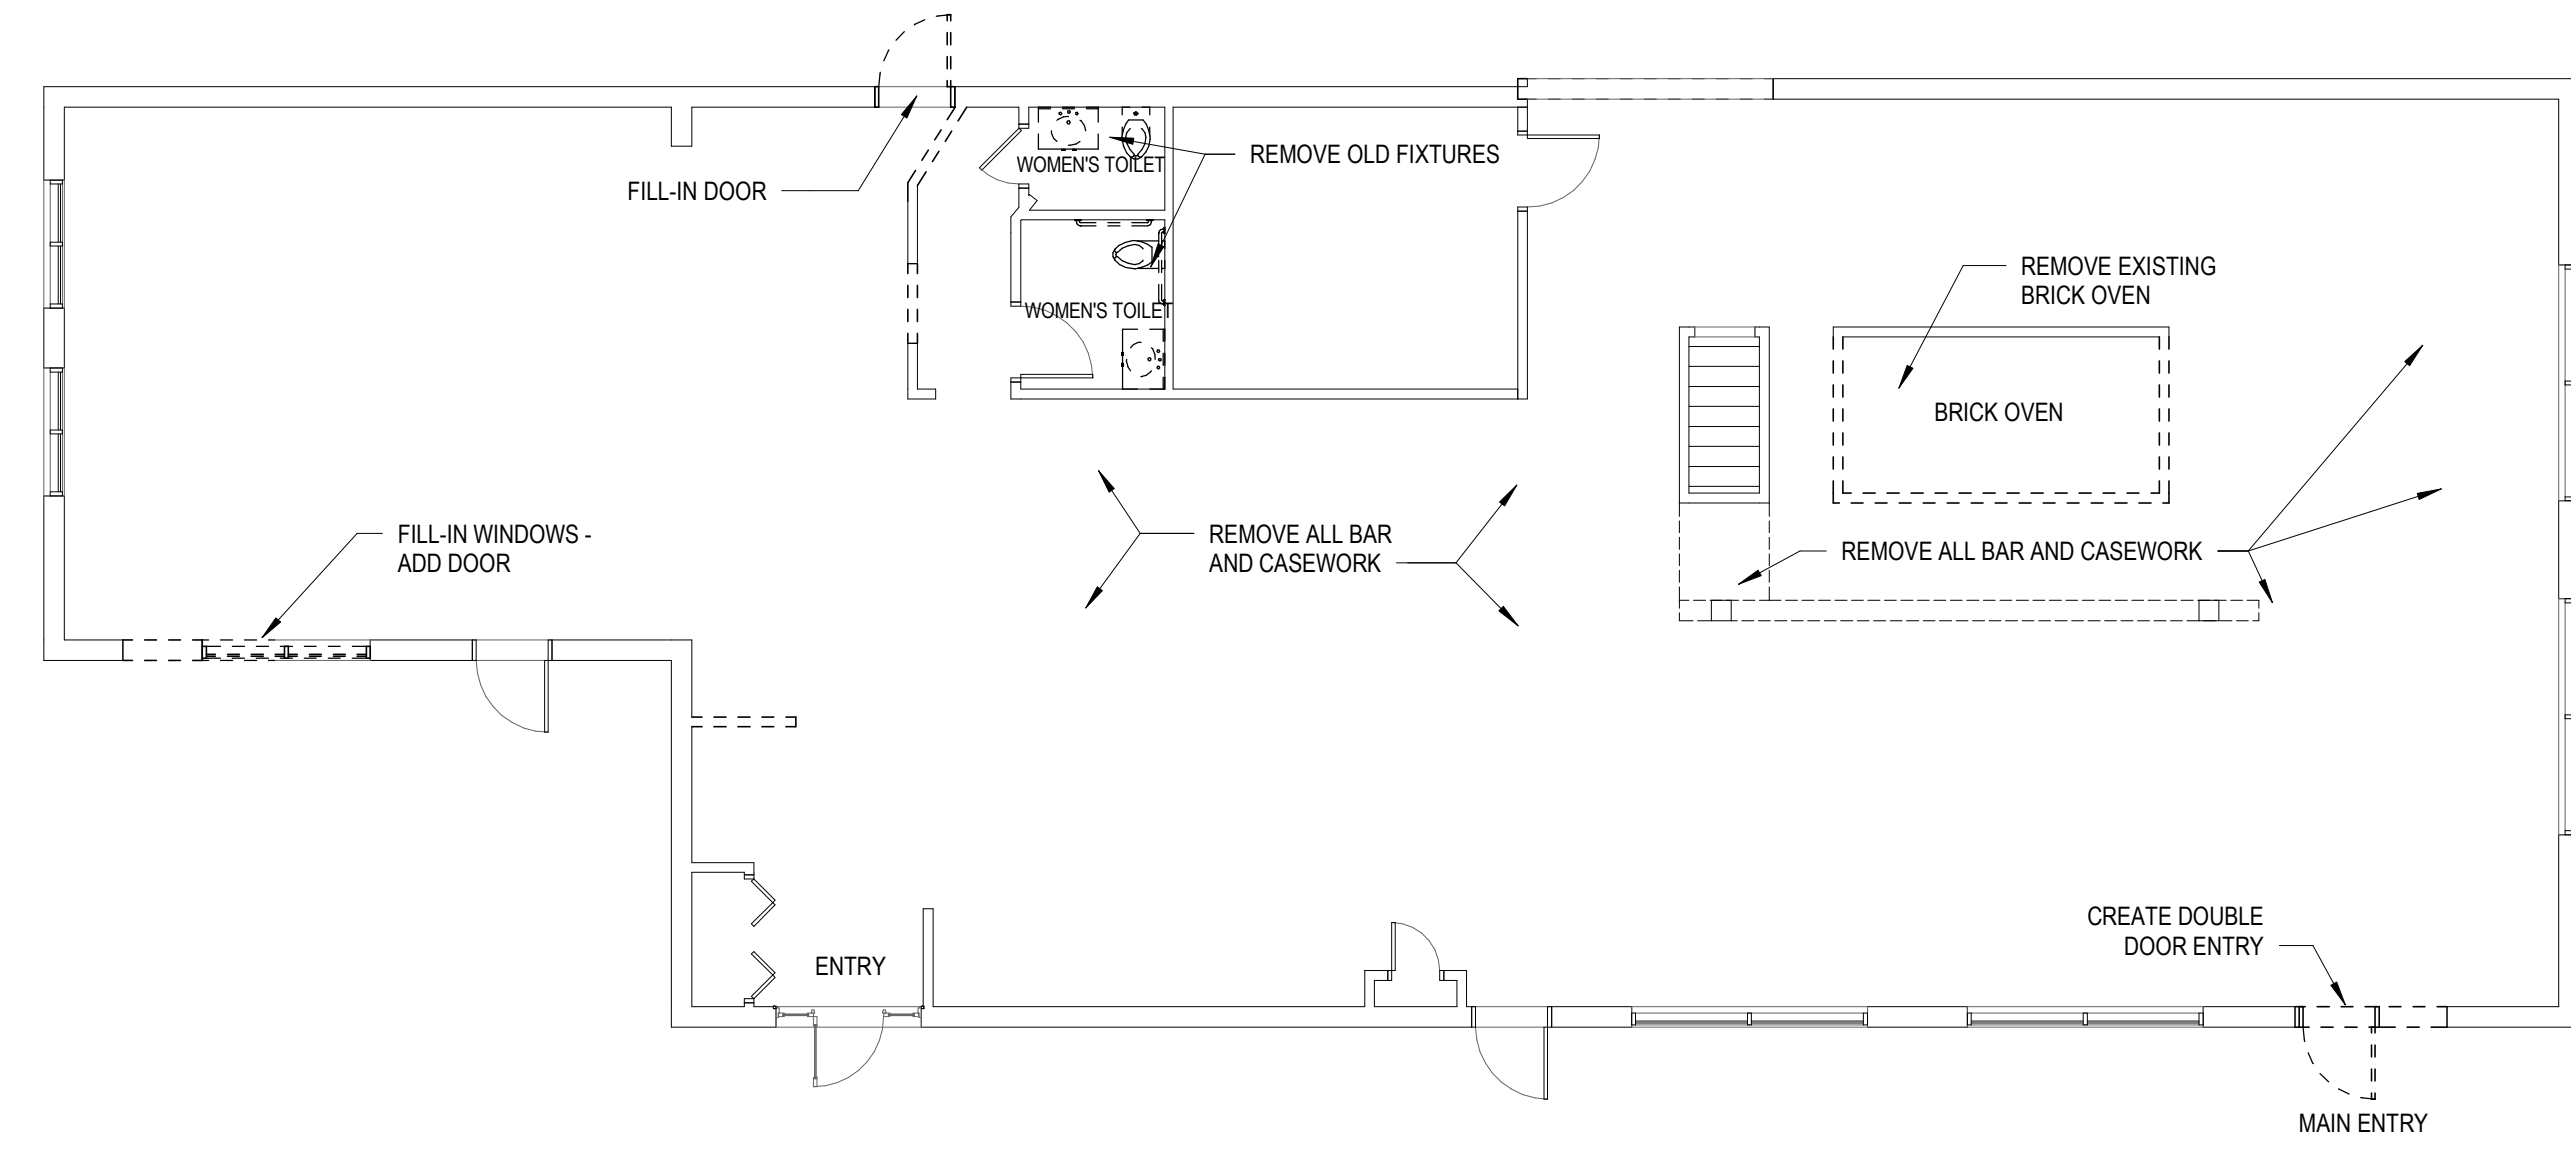 WOMEN'S TOILET
REMOVE OLD FIXTURES
FILL-IN DOOR
REMOVE EXISTING
BRICK OVEN
WOMEN'S TOILET
BRICK OVEN
FILL-IN WINDOWS -
ADD DOOR
REMOVE ALL BAR
AND CASEWORK
REMOVE ALL BAR AND CASEWORK
CREATE DOUBLE
DOOR ENTRY
ENTRY
MAIN ENTRY